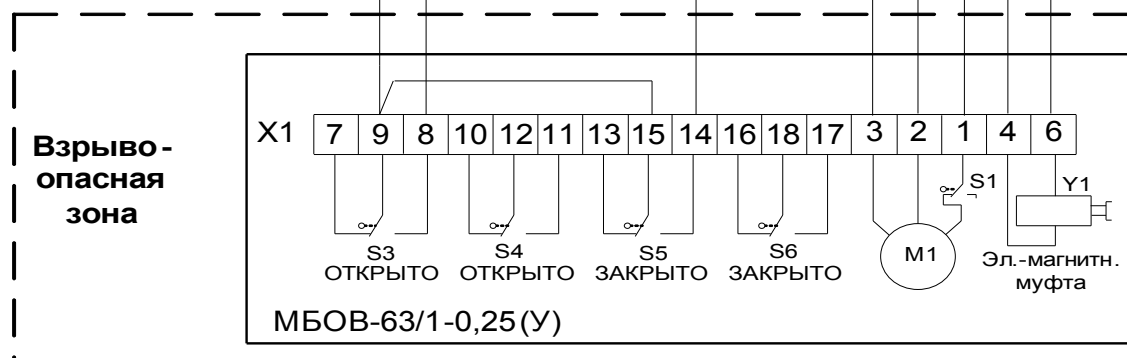 Взрыво-
опасная
зона
X1 7 9 8 10 12 11 13 15 14 16 18 17 3 2 1 4 6
S1
Y1
S3
ОТКРЫТО
S4
ОТКРЫТО
S5
ЗАКРЫТО
S6
ЗАКРЫТО
М1
Эл.-магнитн.
муфта
МБОВ-63/1-0,25(У)